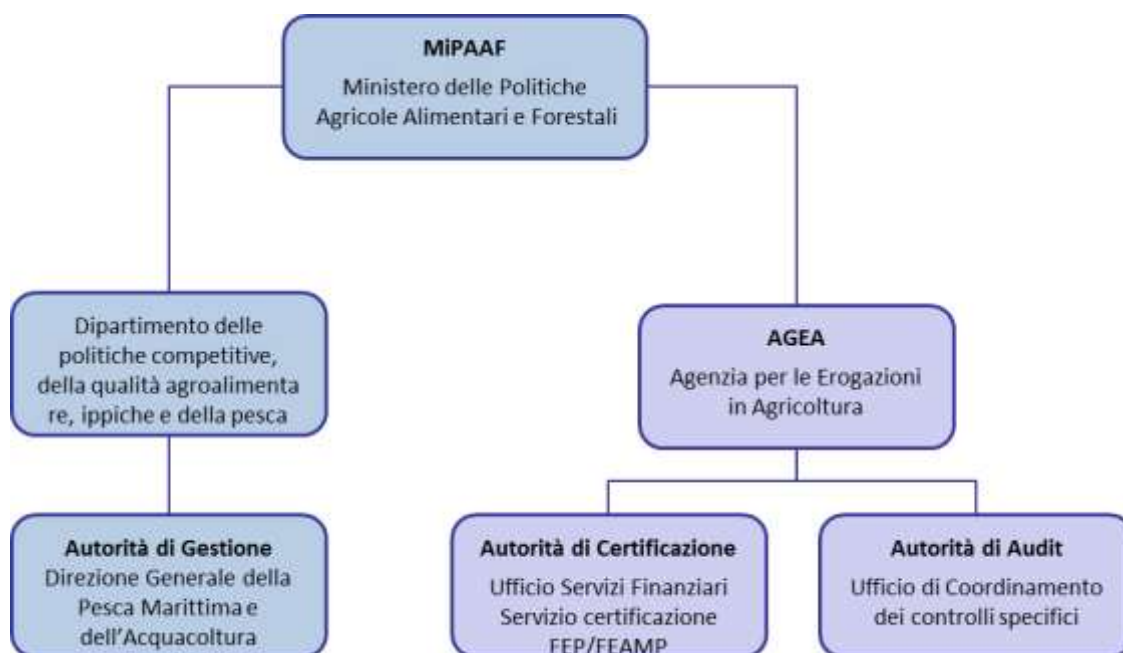 MiPAAF
Ministero delle Politiche
Agricole Alimentari e Forestali
Dipartimento delle
politiche competitive,
della qualità agroalimenta
re, ippiche e della pesca
AGEA
Agenzia per le Erogazioni
in Agricoltura
Autorità di Gestione
Direzione Generale della
Pesca Marittima e
dell'Acquacoltura
Autorità di Certificazione
Ufficio Servizi Finanziari
Servizio certificazione
FEP/FEAMP
Autorità di Audit
Ufficio di Coordinamento
dei controlli specifici